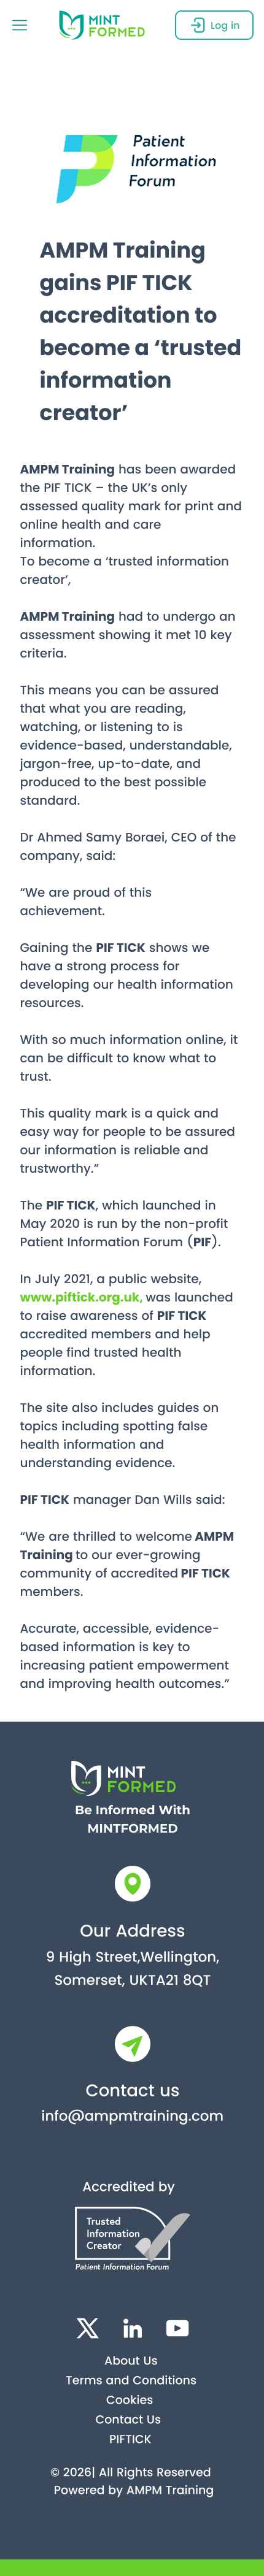 MINT
FORMED
Log in
Patient
Information
Forum
AMPM Training
gains PIF TICK
accreditation to
become a ‘trusted
information
creator’
AMPM Training has been awarded
the PIF TICK – the UK’s only
assessed quality mark for print and
online health and care
information.
To become a ‘trusted information
creator’,
AMPM Training had to undergo an
assessment showing it met 10 key
criteria.
This means you can be assured
that what you are reading,
watching, or listening to is
evidence-based, understandable,
jargon-free, up-to-date, and
produced to the best possible
standard.
Dr Ahmed Samy Boraei, CEO of the
company, said:
“We are proud of this
achievement.
Gaining the PIF TICK shows we
have a strong process for
developing our health information
resources.
With so much information online, it
can be difficult to know what to
trust.
This quality mark is a quick and
easy way for people to be assured
our information is reliable and
trustworthy.”
The PIF TICK, which launched in
May 2020 is run by the non-profit
Patient Information Forum (PIF).
In July 2021, a public website,
www.piftick.org.uk, was launched
to raise awareness of PIF TICK
accredited members and help
people find trusted health
information.
The site also includes guides on
topics including spotting false
health information and
understanding evidence.
PIF TICK manager Dan Wills said:
“We are thrilled to welcome AMPM
Training to our ever-growing
community of accredited PIF TICK
members.
Accurate, accessible, evidence-
based information is key to
increasing patient empowerment
and improving health outcomes.”
MINT
FORMED
Be Informed With
MINTFORMED
Our Address
9 High Street,Wellington,
Somerset, UKTA21 8QT
Contact us
info@ampmtraining.com
Accredited by
Trusted
Information
Creator
Patient Information Forum
About Us
Terms and Conditions
Cookies
Contact Us
PIFTICK
© 2026| All Rights Reserved
Powered by AMPM Training